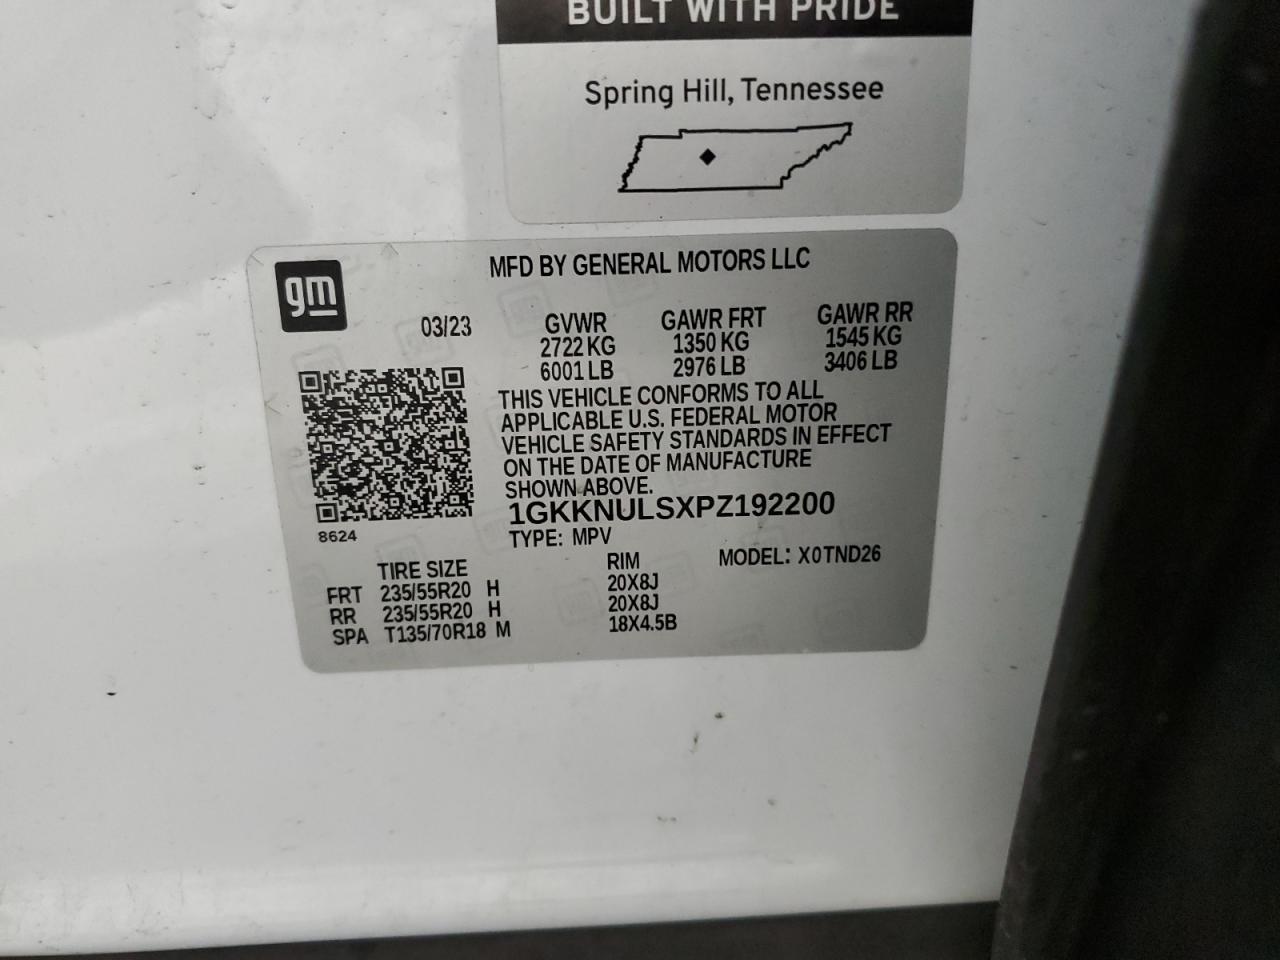 BUILT WITH PRIDE
Spring Hill, Tennessee
gm
MFD BY GENERAL MOTORS LLC
03/23 GVWR GAWR FRT GAWR RR
2722 KG 1350 KG 1545 KG
6001 LB 2976 LB 3406 LB
THIS VEHICLE CONFORMS TO ALL
APPLICABLE U.S. FEDERAL MOTOR
VEHICLE SAFETY STANDARDS IN EFFECT
ON THE DATE OF MANUFACTURE
SHOWN ABOVE.
1GKKNULSXPZ192200
8624
TYPE: MPV
TIRE SIZE RIM MODEL: X0TND26
FRT 235/55R20 H 20X8J
RR 235/55R20 H 20X8J
SPA T135/70R18 M 18X4.5B